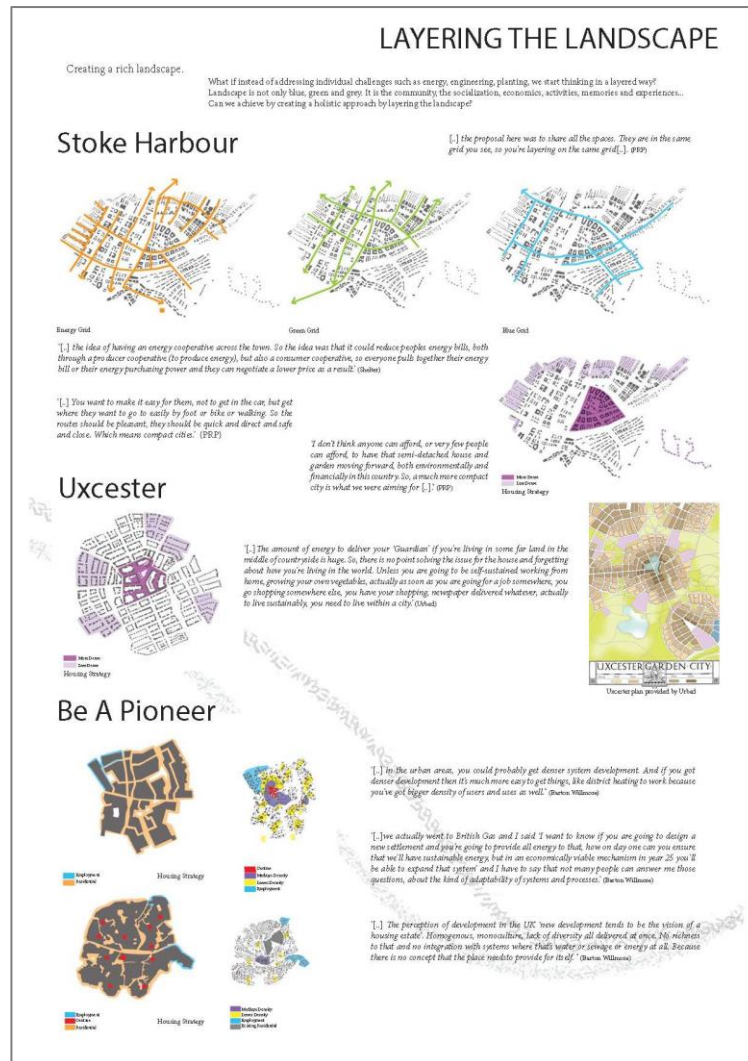 LAYERING THE LANDSCAPE
Creating a rich landscape.
What if instead of addressing individual challenges such as energy, engineering, planting, we start thinking in a layered way?
Landscape is not only blue, green and grey. It is the community, the socialization, economics, activities, memories and experiences...
Can we achieve by creating a holistic approach by layering the landscape?
Stoke Harbour
[..] the proposal here was to share all the spaces. They are in the same
grid you see, so you're layering on the same grid[..]. (PRP)
Energy Grid
Green Grid
Blue Grid
'[..] the idea of having an energy cooperative across the town. So the idea was that it could reduce peoples energy bills, both
through a producer cooperative (to produce energy), but also a consumer cooperative, so everyone pulls together their energy
bill or their energy purchasing power and they can negotiate a lower price as a result.' (Shelter)
'[..] You want to make it easy for them, not to get in the car, but get
where they want to go to easily by foot or bike or walking. So the
routes should be pleasant, they should be quick and direct and safe
and close. Which means compact cities.' (PRP)
'I don't think anyone can afford, or very few people
can afford, to have that semi-detached house and
garden moving forward, both environmentally and
financially in this country. So, a much more compact
city is what we were aiming for [..].' (PRP)
More Dense
Less Dense
Housing Strategy
Uxcester
'[..] The amount of energy to deliver your 'Guardian' if you're living in some far land in the
middle of countryside is huge. So, there is no point solving the issue for the house and forgetting
about how you're living in the world. Unless you are going to be self-sustained working from
home, growing your own vegetables, actually as soon as you are going for a job somewhere, you
go shopping somewhere else, you have your shopping, newspaper delivered whatever, actually
to live sustainably, you need to live within a city.' (Urbed)
More Dense
Less Dense
Housing Strategy
UXCESTER GARDEN CITY
Uxcester plan provided by Urbed
Be A Pioneer
'[..] in the urban areas, you could probably get denser system development. And if you got
denser development then it's much more easy to get things, like district heating to work because
you've got bigger density of users and uses as well.' (Barton Willmore)
Employment
Residential
Housing Strategy
Medium Density
Lower Density
Employment
'[..]we actually went to British Gas and I said 'I want to know if you are going to design a
new settlement and you're going to provide all energy to that, how on day one can you ensure
that we'll have sustainable energy, but in an economically viable mechanism in year 25 you'll
be able to expand that system' and I have to say that not many people can answer me those
questions, about the kind of adaptability of systems and processes.' (Barton Willmore)
'[..] The perception of development in the UK 'new development tends to be the vision of a
housing estate'. Homogenous, monoculture, lack of diversity all delivered at once. No richness
to that and no integration with systems where that's water or sewage or energy at all. Because
there is no concept that the place needsto provide for itself. ' (Barton Willmore)
Employment
Residential
Housing Strategy
Medium Density
Lower Density
Employment
Existing Residential